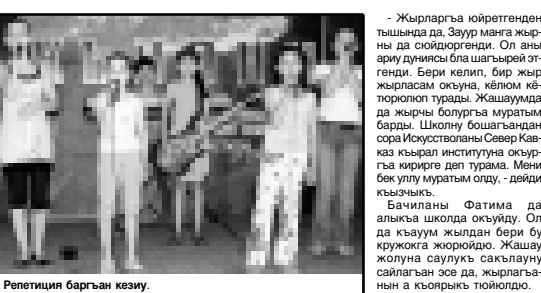 - Жырларгъа юйретгенден
тышында да, Заур манга жыр-
ны да сюйдюргенди. Ол аны
ариу дуниясы бла шагъырей эт-
генди. Бери келип, бир жыр
жырласам окъуна, кёлюм кё-
тюрюлюп турады. Жашауумда
да жырчы болургъа муратым
барды. Школну бошагъандан
сора Искусстволаны Север Кав-
каз къырал институтуна окъур-
гъа кирирге деп турама. Мени
бек уллу муратым олду, - дейди
къызчыкъ.
Бачиланы Фатима да
алыкъа школда окъуйду. Ол
да къауум жылдан бери бу
кружокга жюрюйдю. Жашау
жолуна саулукъ сакълауну
сайлагъан эсе да, жырлагъа-
нын а къоярыкъ тюйюлдю.
Репетиция баргъан кезиу.